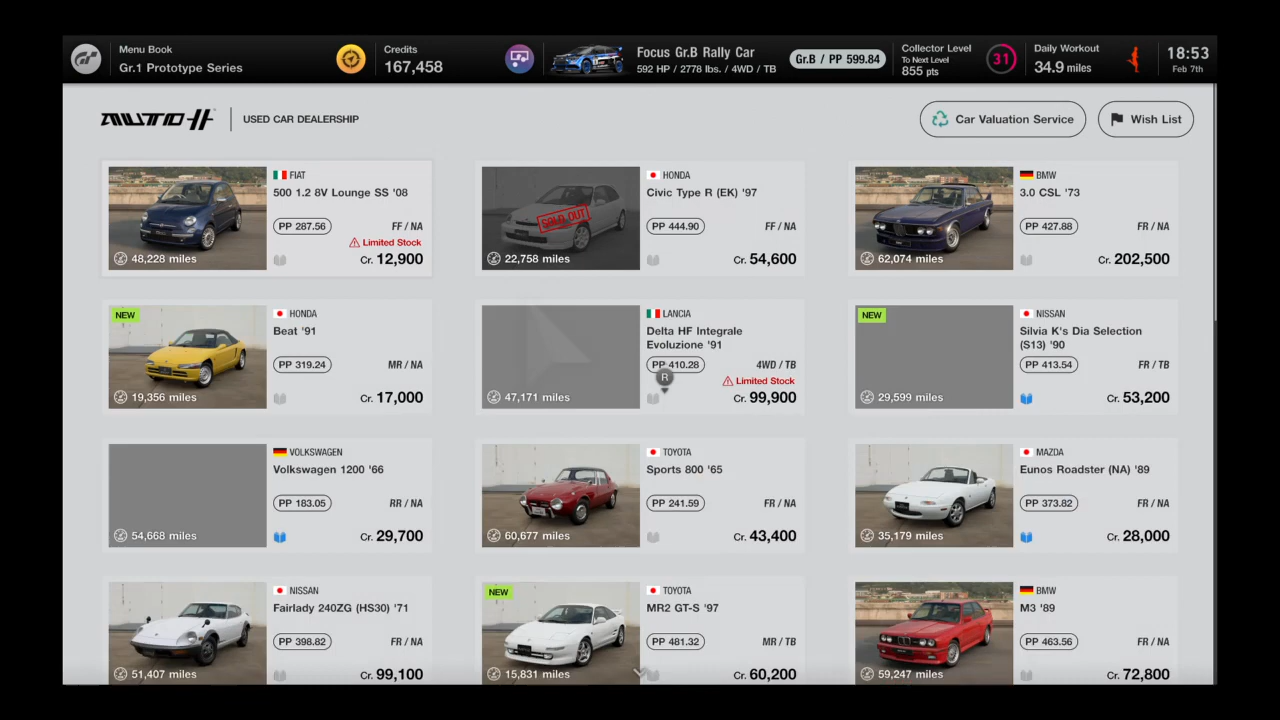 Menu Book
Gr.1 Prototype Series
Credits
167,458
Focus Gr.B Rally Car
592 HP / 2778 lbs. / 4WD / TB
Gr.B / PP 599.84
Collector Level
To Next Level
855 pts
31
Daily Workout
34.9 miles
18:53
Feb 7th
AUTO
USED CAR DEALERSHIP
Car Valuation Service
Wish List
FIAT
500 1.2 8V Lounge SS '08
PP 287.56
FF / NA
Limited Stock
48,228 miles
Cr. 12,900
HONDA
Civic Type R (EK) '97
SOLD OUT
PP 444.90
FF / NA
22,758 miles
Cr. 54,600
BMW
3.0 CSL '73
PP 427.88
FR / NA
62,074 miles
Cr. 202,500
NEW
HONDA
Beat '91
PP 319.24
MR / NA
19,356 miles
Cr. 17,000
LANCIA
Delta HF Integrale
Evoluzione '91
PP 410.28
4WD / TB
R
Limited Stock
47,171 miles
Cr. 99,900
NEW
NISSAN
Silvia K's Dia Selection
(S13) '90
PP 413.54
FR / TB
29,599 miles
Cr. 53,200
VOLKSWAGEN
Volkswagen 1200 '66
PP 183.05
RR / NA
54,668 miles
Cr. 29,700
TOYOTA
Sports 800 '65
PP 241.59
FR / NA
60,677 miles
Cr. 43,400
MAZDA
Eunos Roadster (NA) '89
PP 373.82
FR / NA
35,179 miles
Cr. 28,000
NISSAN
Fairlady 240ZG (HS30) '71
PP 398.82
FR / NA
51,407 miles
Cr. 99,100
NEW
TOYOTA
MR2 GT-S '97
PP 481.32
MR / TB
15,831 miles
Cr. 60,200
BMW
M3 '89
PP 463.56
FR / NA
59,247 miles
Cr. 72,800